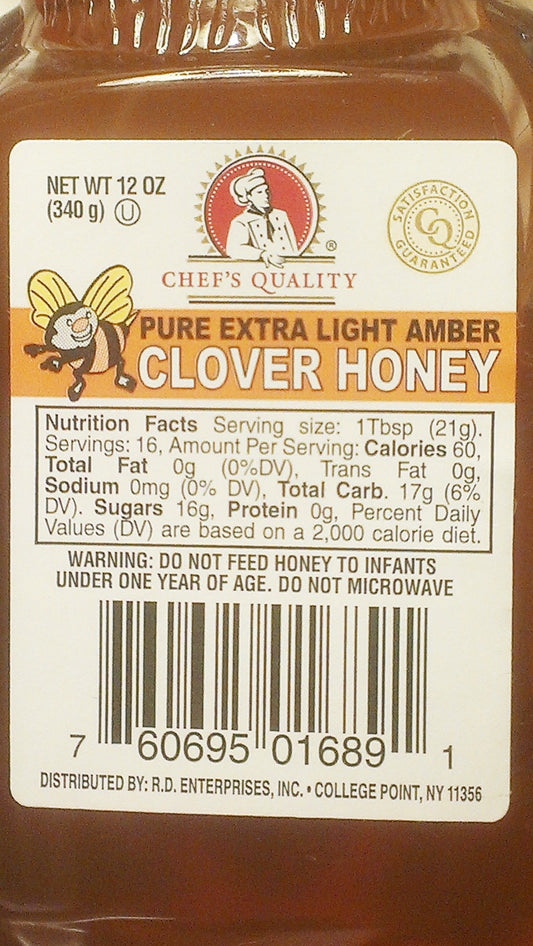 NET WT 12 OZ
(340 g) U
®
CHEF'S QUALITY
SATISFACTION
CQ
GUARANTEED
PURE EXTRA LIGHT AMBER
CLOVER HONEY
Nutrition Facts Serving size: 1Tbsp (21g).
Servings: 16, Amount Per Serving: Calories 60,
Total Fat 0g (0%DV), Trans Fat 0g,
Sodium 0mg (0% DV), Total Carb. 17g (6%
DV). Sugars 16g, Protein 0g, Percent Daily
Values (DV) are based on a 2,000 calorie diet.
WARNING: DO NOT FEED HONEY TO INFANTS
UNDER ONE YEAR OF AGE. DO NOT MICROWAVE
7 60695 01689 1
DISTRIBUTED BY: R.D. ENTERPRISES, INC. • COLLEGE POINT, NY 11356